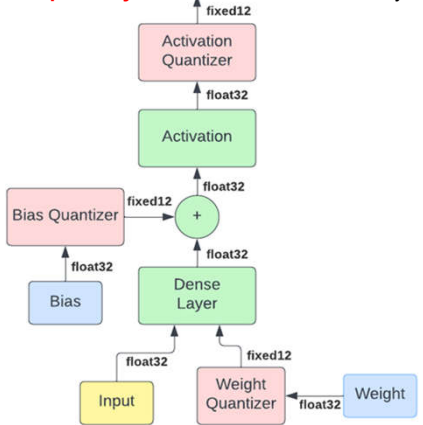 fixed12
Activation
Quantizer
float32
Activation
float32
fixed12
Bias Quantizer
+
float32
float32
Bias
Dense
Layer
float32
fixed12
Input
Weight
Quantizer
float32
Weight